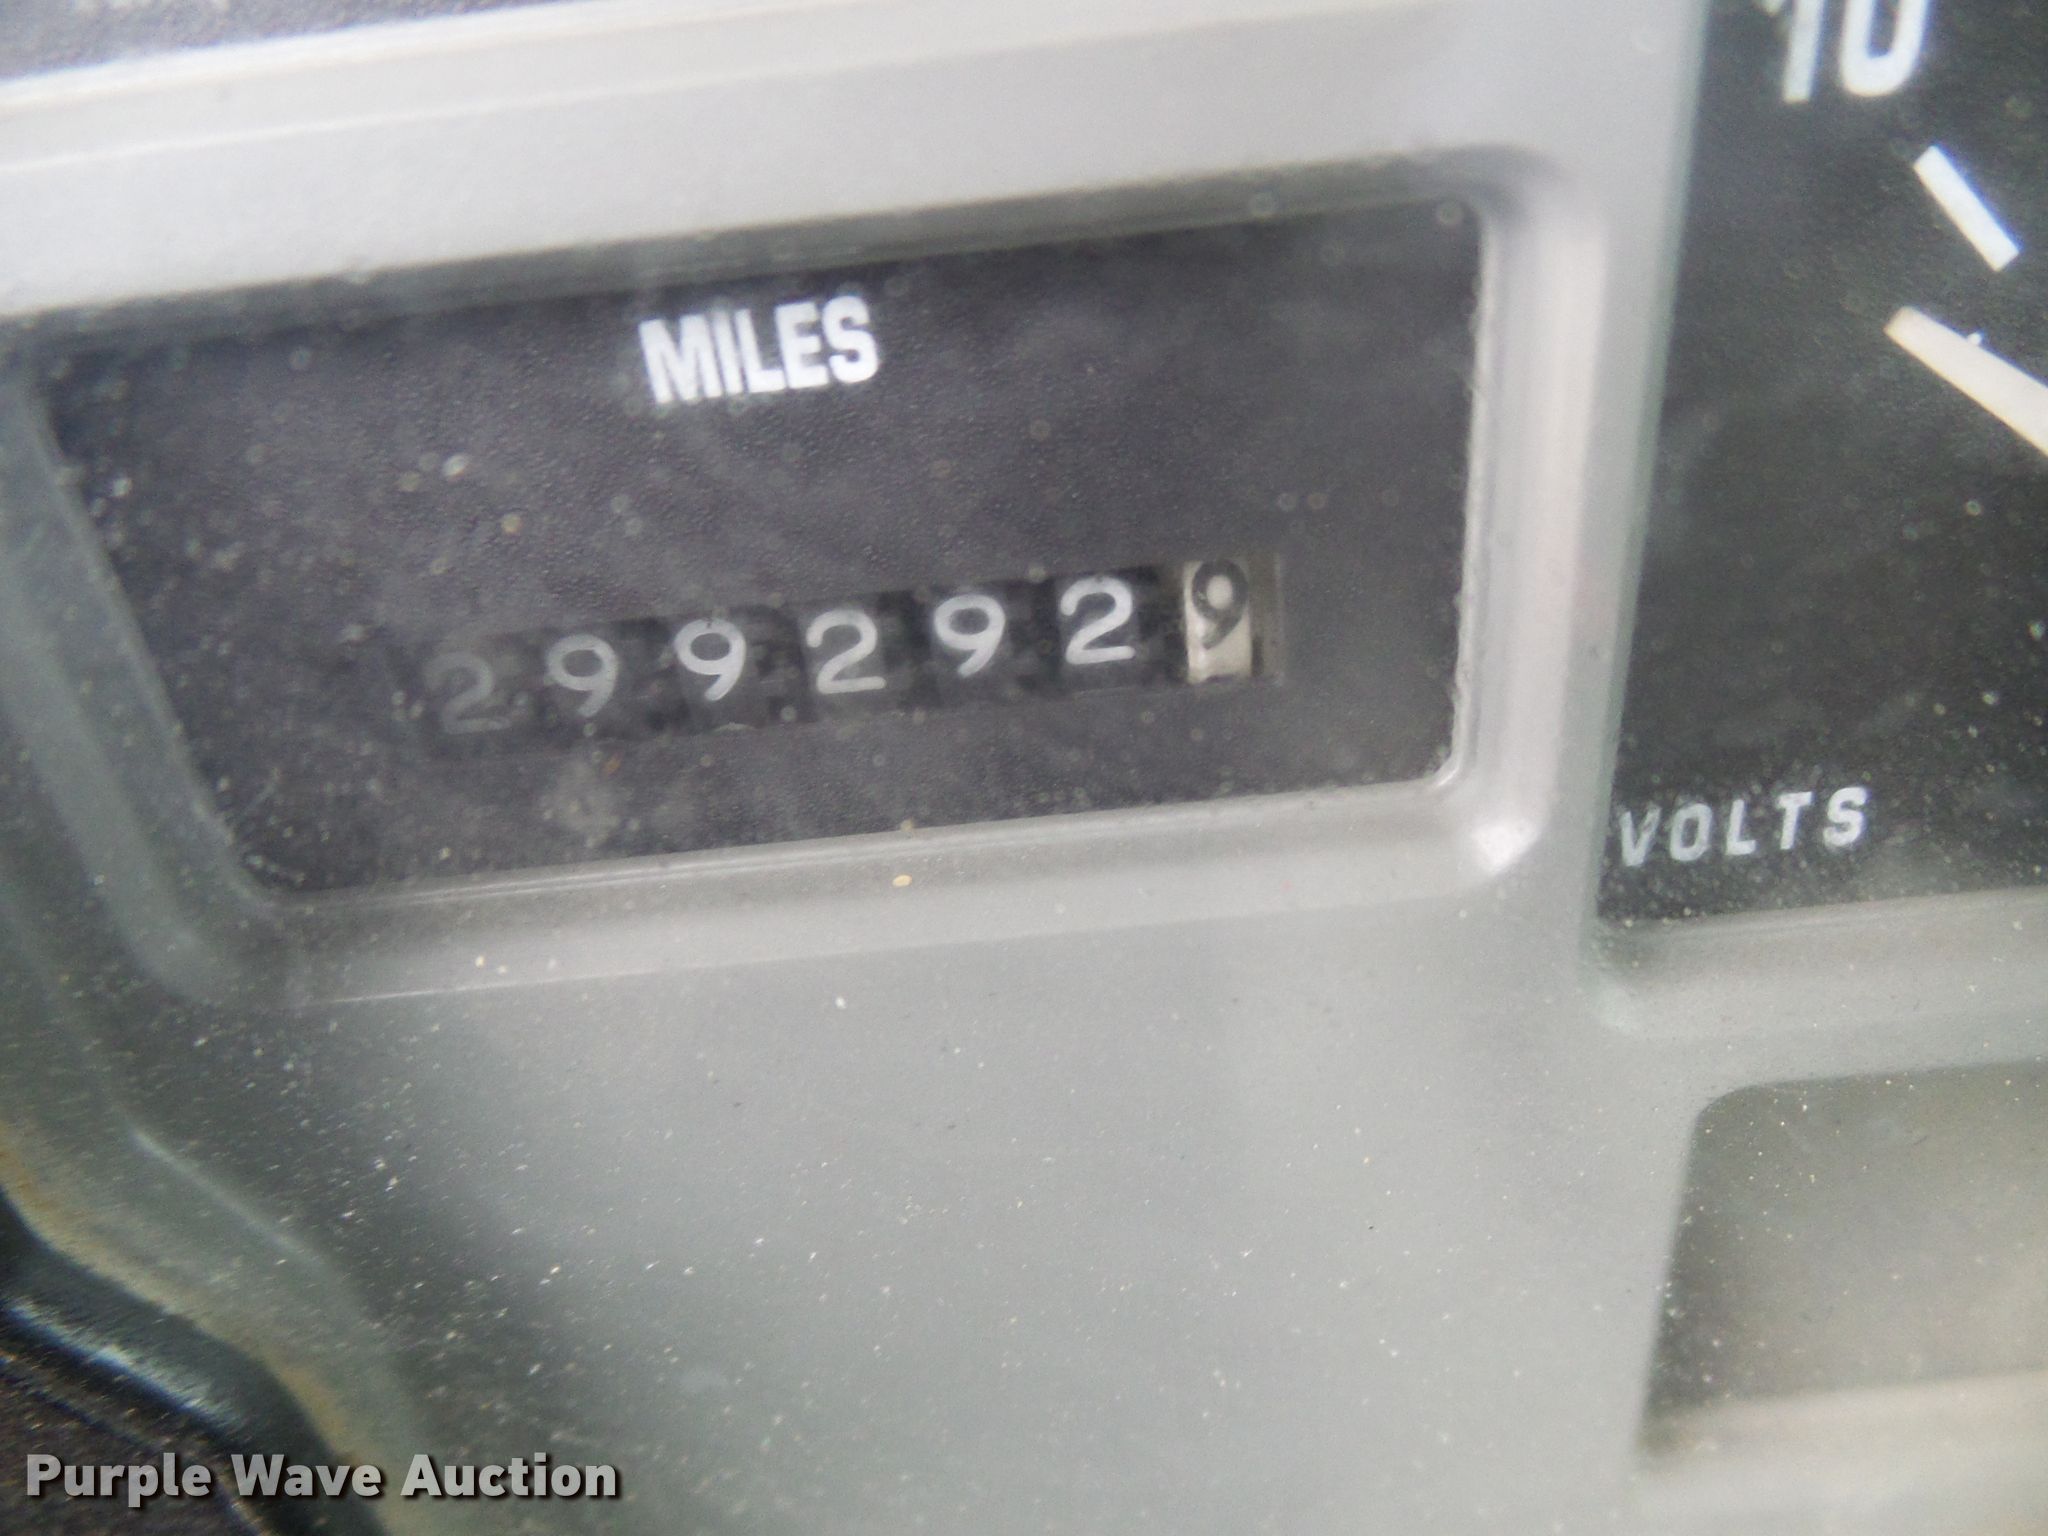 10
MILES
2992929
VOLTS
Purple Wave Auction